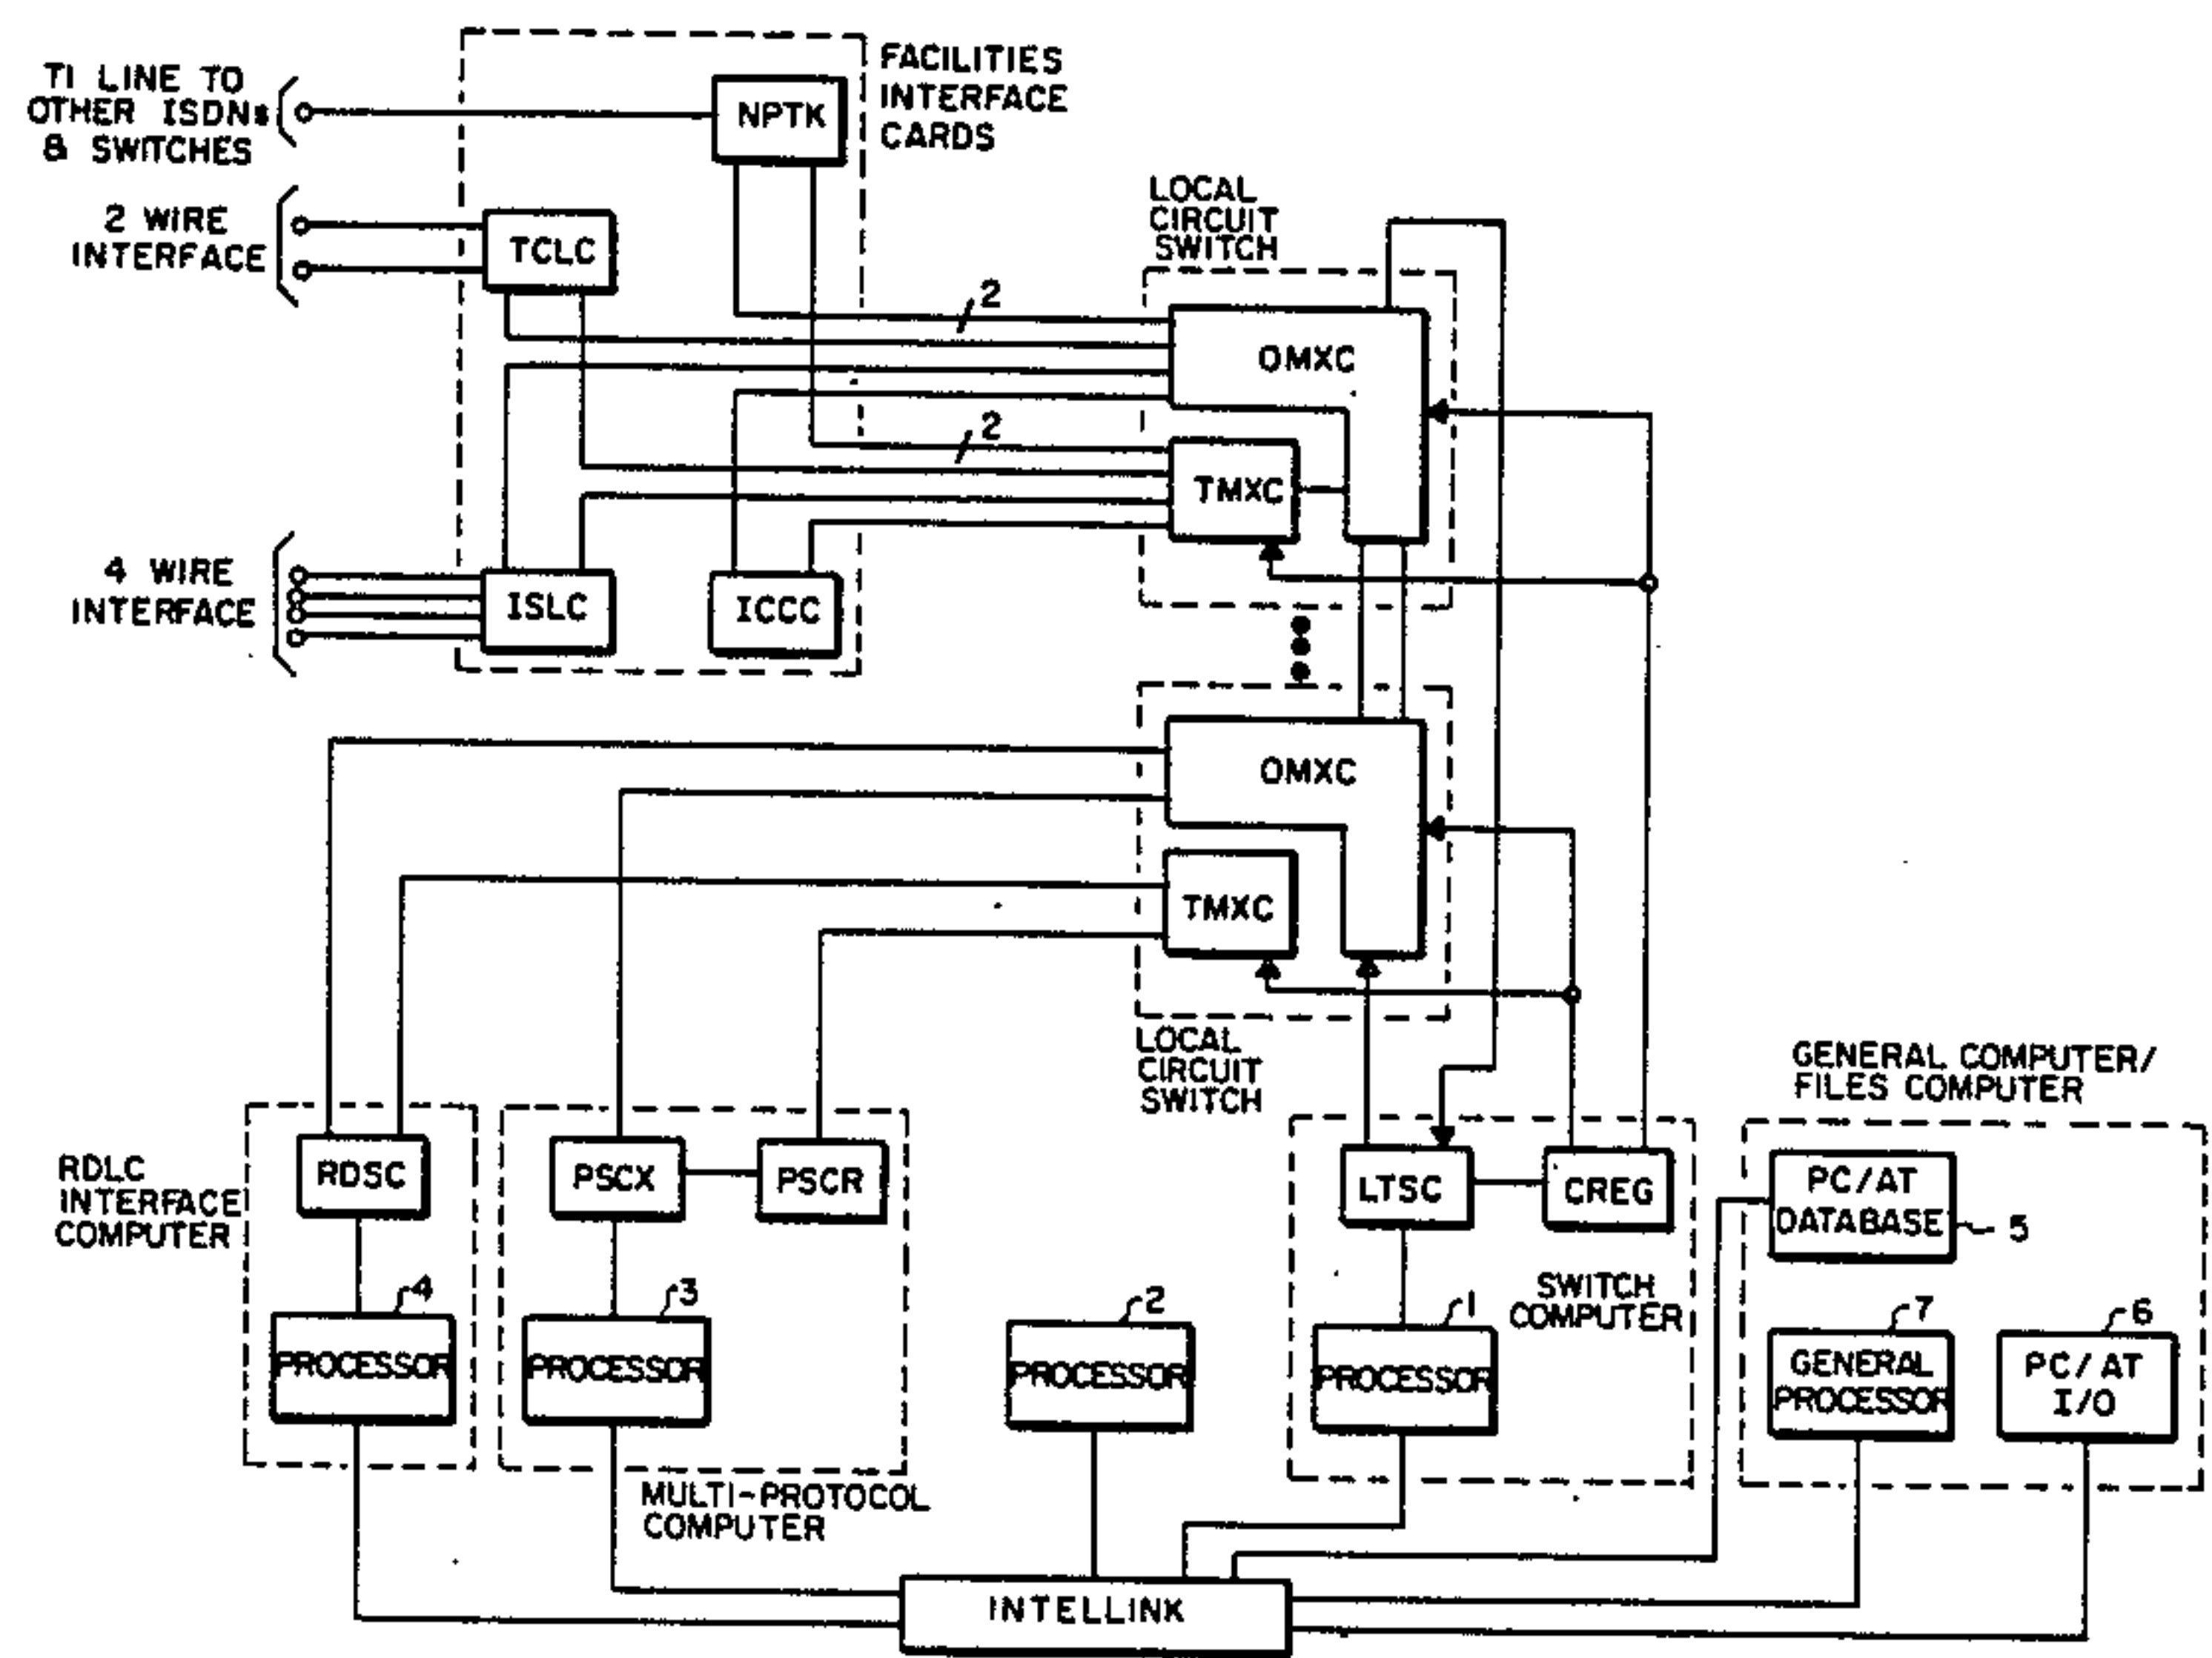 T1 LINE TO
OTHER ISDNs
& SWITCHES
FACILITIES
INTERFACE
CARDS
NPTK
2 WIRE
INTERFACE
TCLC
LOCAL
CIRCUIT
SWITCH
2
OMXC
2
TMXC
4 WIRE
INTERFACE
ISLC
ICCC
OMXC
TMXC
LOCAL
CIRCUIT
SWITCH
GENERAL COMPUTER/
FILES COMPUTER
RDLC
INTERFACE
COMPUTER
RDSC
PSCX
PSCR
LTSC
CREG
PC/AT
DATABASE
5
SWITCH
COMPUTER
4
PROCESSOR
3
PROCESSOR
2
PROCESSOR
1
PROCESSOR
7
GENERAL
PROCESSOR
6
PC/AT
I/O
MULTI-PROTOCOL
COMPUTER
INTELLINK